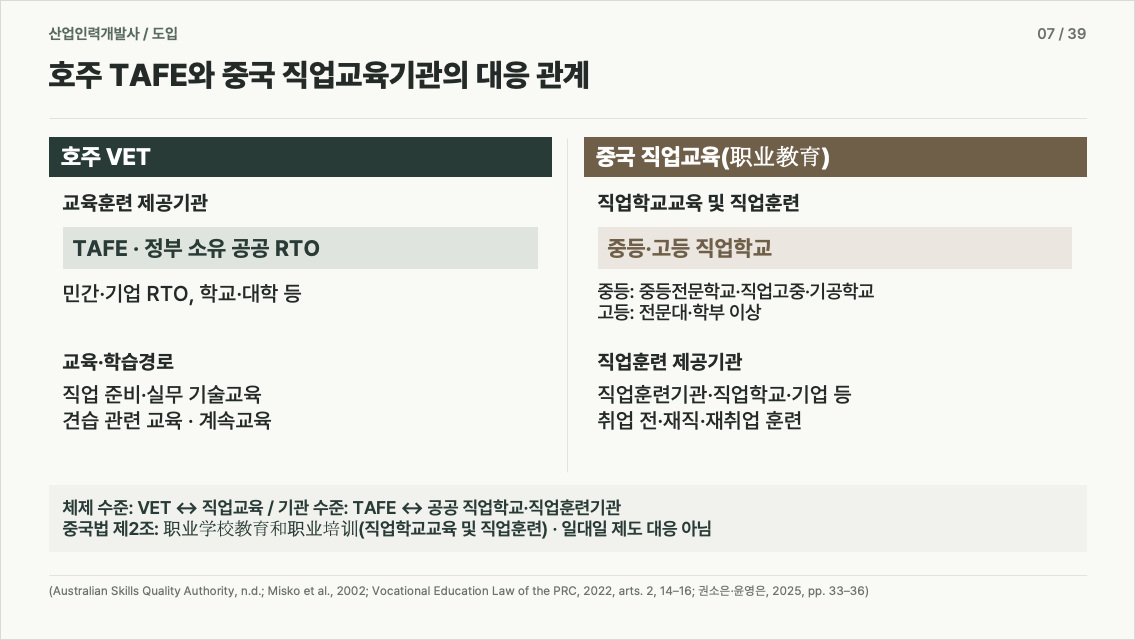 산업인력개발사 / 도입
07 / 39
호주 TAFE와 중국 직업교육기관의 대응 관계
호주 VET
교육훈련 제공기관
TAFE · 정부 소유 공공 RTO
민간·기업 RTO, 학교·대학 등
교육·학습경로
직업 준비·실무 기술교육
견습 관련 교육 · 계속교육
중국 직업교육(职业教育)
직업학교교육 및 직업훈련
중등·고등 직업학교
중등: 중등전문학교·직업고중·기공학교
고등: 전문대·학부 이상
직업훈련 제공기관
직업훈련기관·직업학교·기업 등
취업 전·재직·재취업 훈련
체제 수준: VET ↔ 직업교육 / 기관 수준: TAFE ↔ 공공 직업학교·직업훈련기관
중국법 제2조: 职业学校教育和职业培训(직업학교교육 및 직업훈련) · 일대일 제도 대응 아님
(Australian Skills Quality Authority, n.d.; Misko et al., 2002; Vocational Education Law of the PRC, 2022, arts. 2, 14–16; 권소은·윤영은, 2025, pp. 33–36)